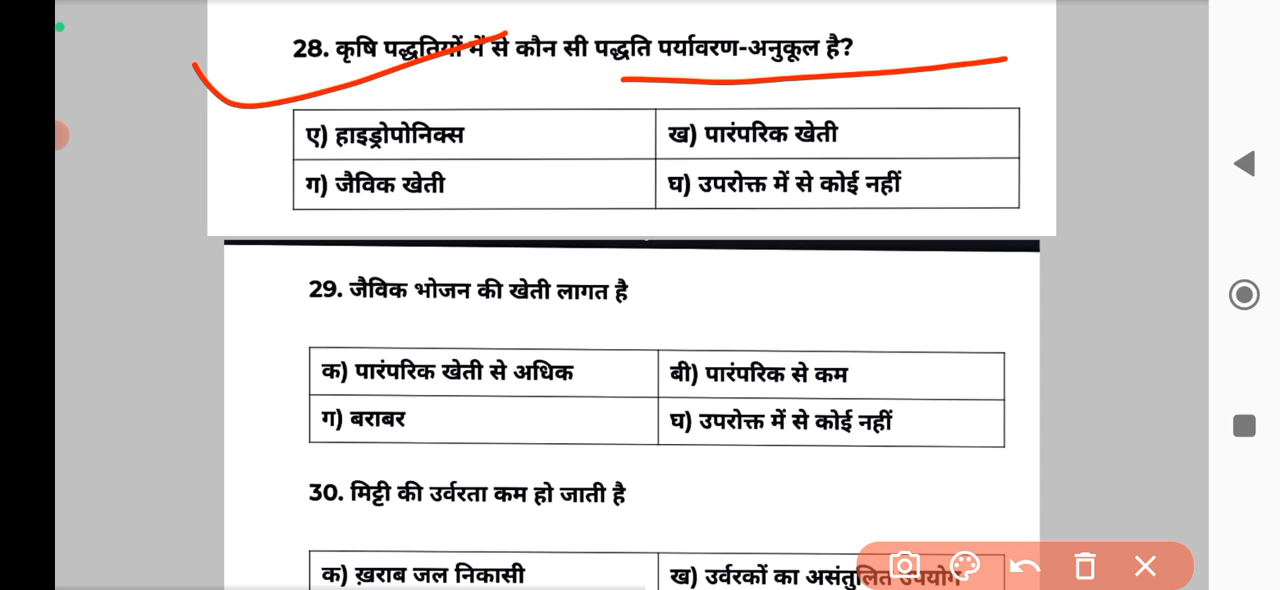 28. कृषि पद्धतियों में से कौन सी पद्धति पर्यावरण-अनुकूल है?
ए) हाइड्रोपोनिक्स
ख) पारंपरिक खेती
ग) जैविक खेती
घ) उपरोक्त में से कोई नहीं
29. जैविक भोजन की खेती लागत है
क) पारंपरिक खेती से अधिक
बी) पारंपरिक से कम
ग) बराबर
घ) उपरोक्त में से कोई नहीं
30. मिट्टी की उर्वरता कम हो जाती है
क) ख़राब जल निकासी
ख) उर्वरकों का असंतुलित उपयोग